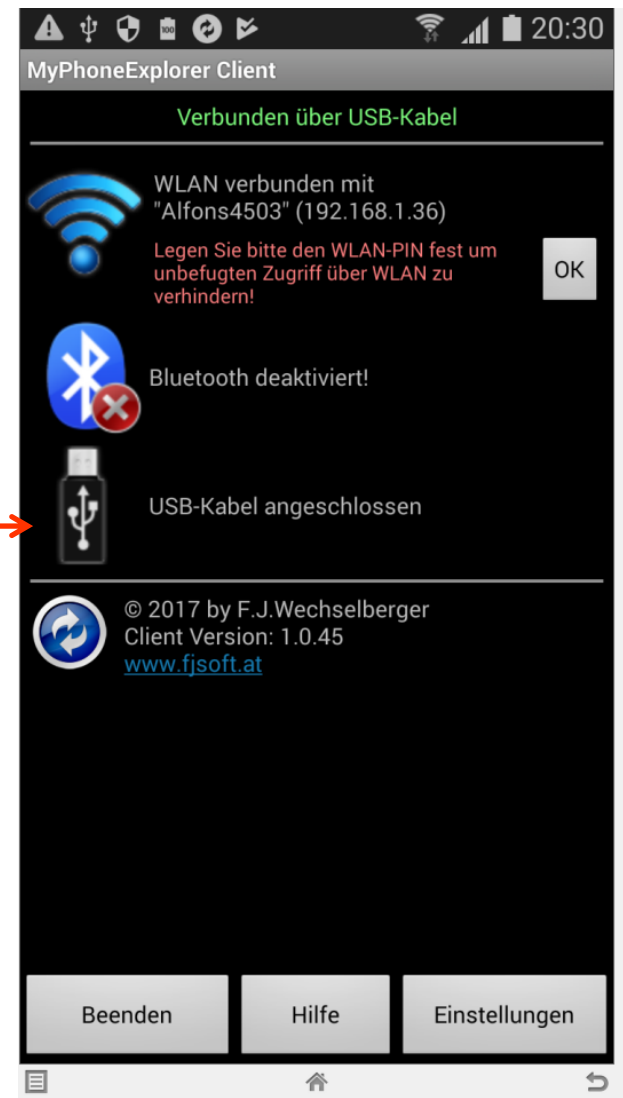 100 20:30
MyPhoneExplorer Client
Verbunden über USB-Kabel
WLAN verbunden mit
"Alfons4503" (192.168.1.36)
Legen Sie bitte den WLAN-PIN fest um
unbefugten Zugriff über WLAN zu
verhindern!
OK
Bluetooth deaktiviert!
USB-Kabel angeschlossen
© 2017 by F.J.Wechselberger
Client Version: 1.0.45
www.fjsoft.at
Beenden Hilfe Einstellungen